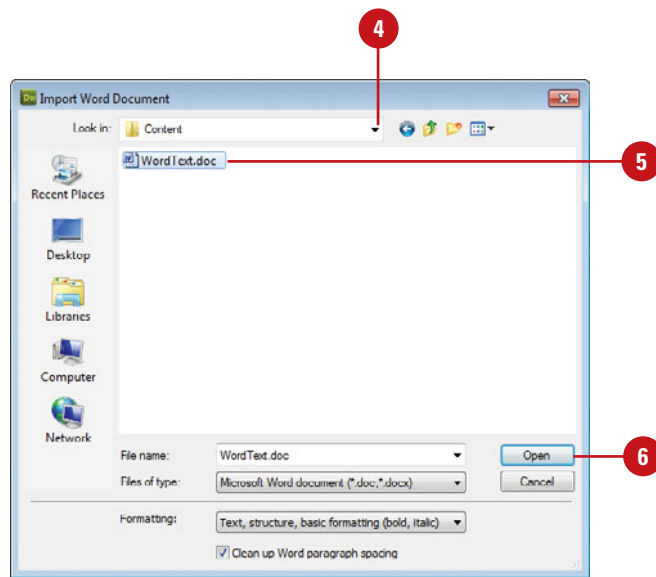 4
Dw Import Word Document
Look in: Content
WordText.doc
5
Recent Places
Desktop
Libraries
Computer
Network
File name: WordText.doc Open
6
Files of type: Microsoft Word document (*.doc;*.docx) Cancel
Formatting: Text, structure, basic formatting (bold, italic)
Clean up Word paragraph spacing